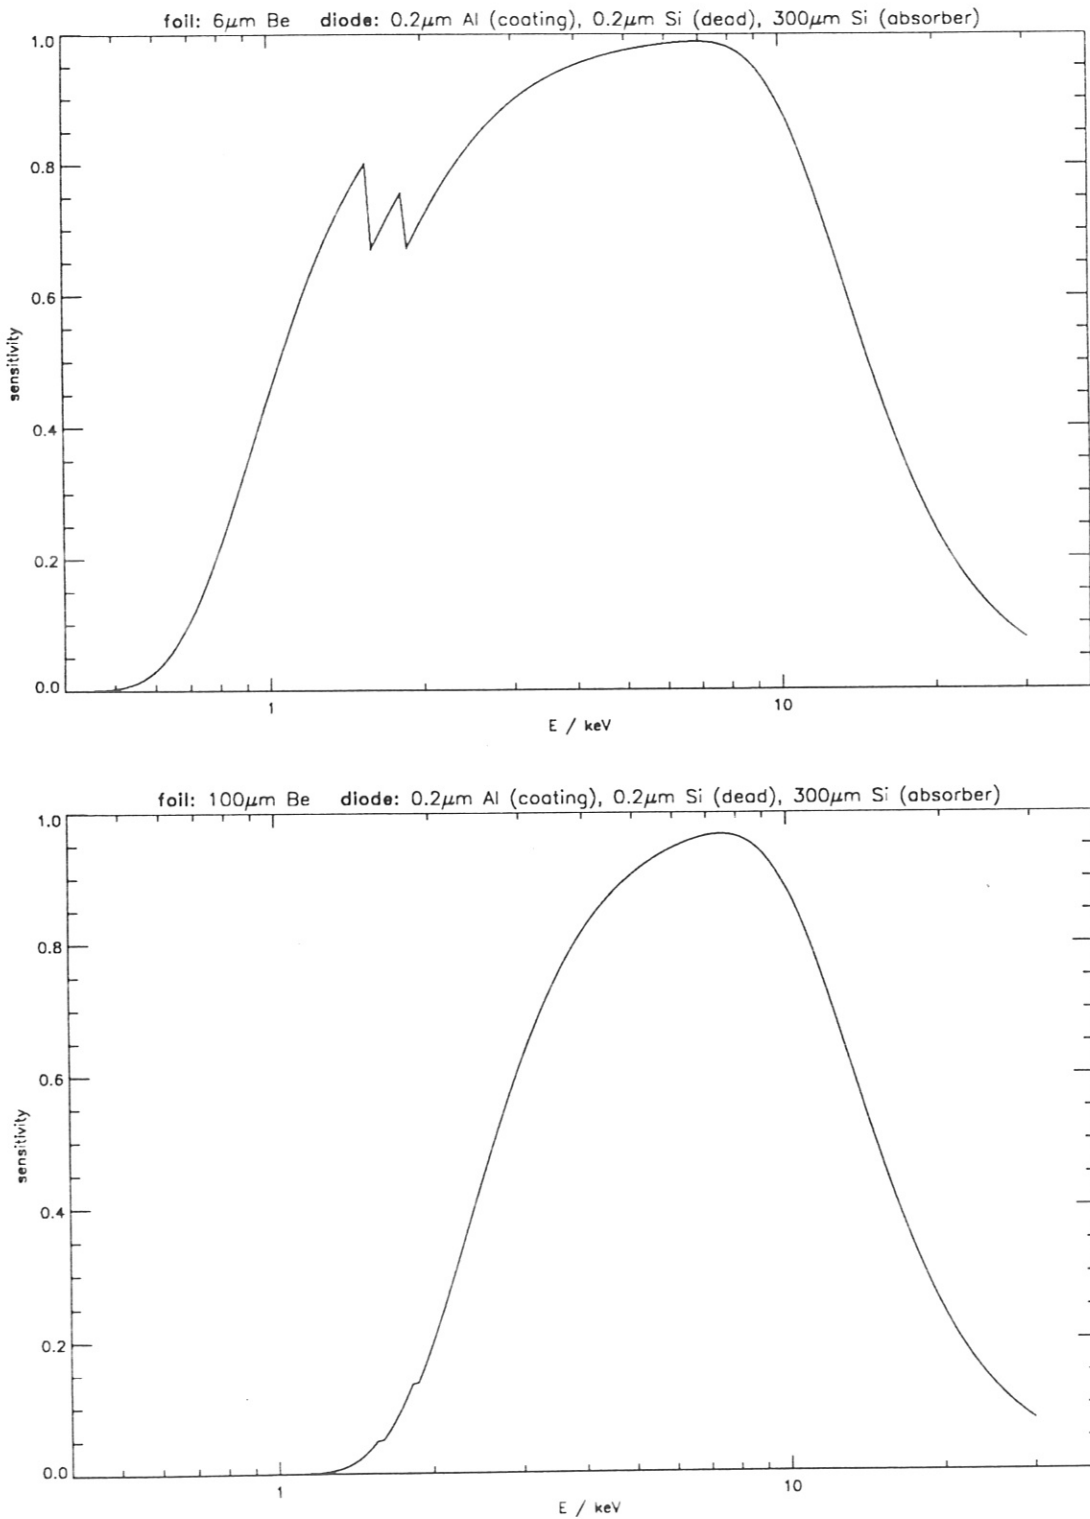 foil: 6μm Be diode: 0.2μm Al (coating), 0.2μm Si (dead), 300μm Si (absorber)
1.0
0.8
0.6
0.4
0.2
0.0
sensitivity
1
10
E / keV
foil: 100μm Be diode: 0.2μm Al (coating), 0.2μm Si (dead), 300μm Si (absorber)
1.0
0.8
0.6
0.4
0.2
0.0
sensitivity
1
10
E / keV